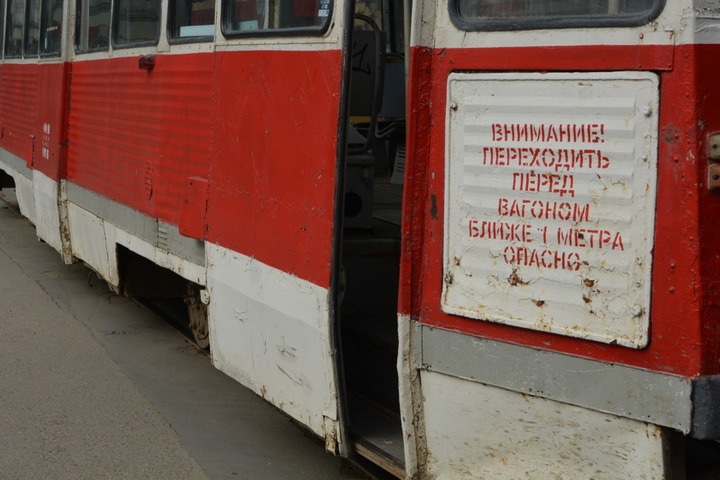 ВНИМАНИЕ!
ПЕРЕХОДИТЬ
ПЕРЕД
ВАГОНОМ
БЛИЖЕ 1 МЕТРА
ОПАСНО